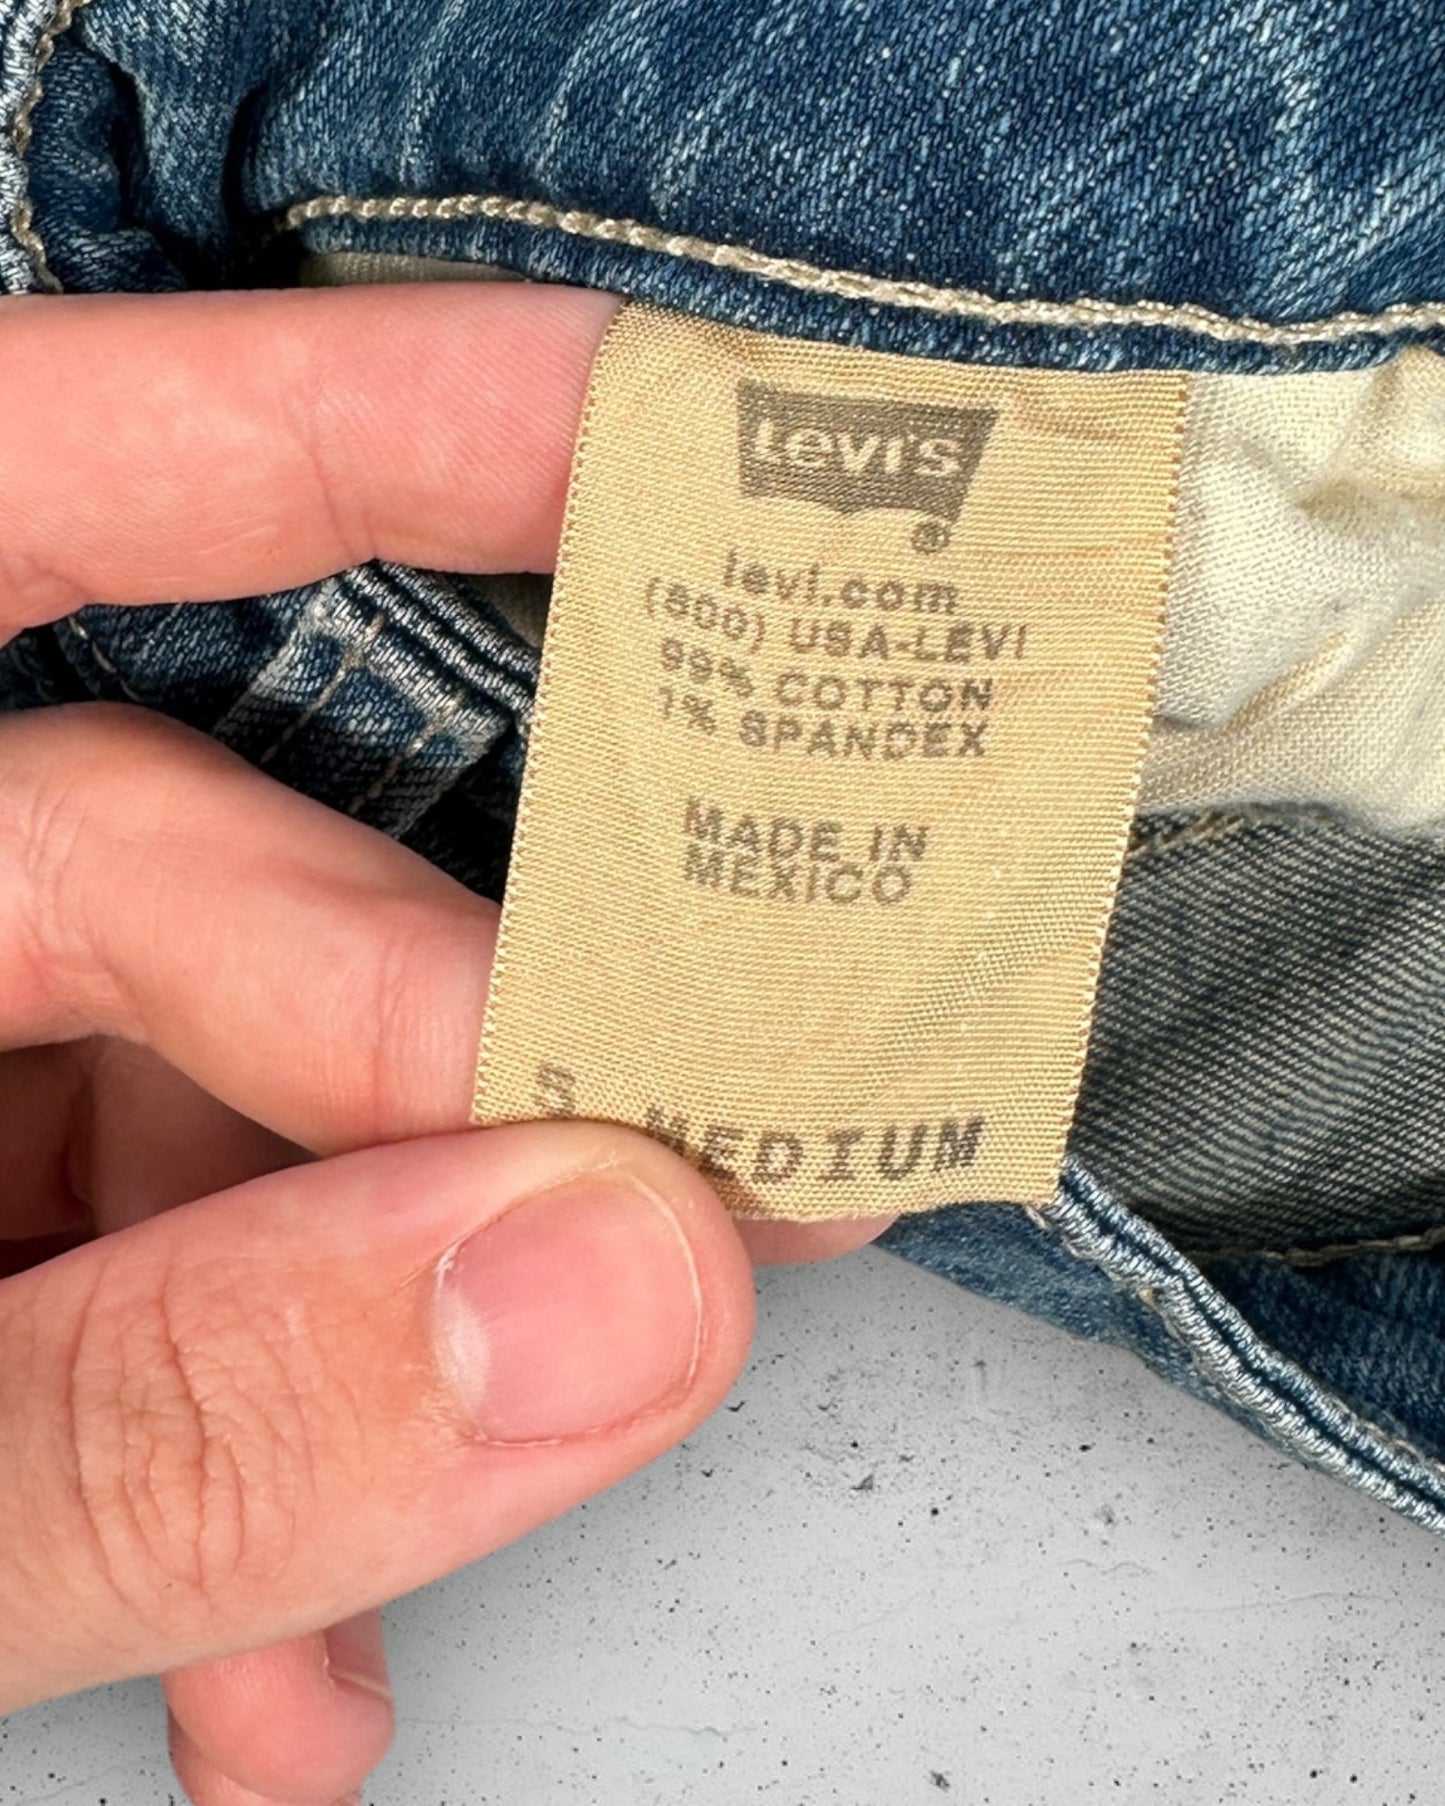 Levi's
®
levi.com
(800) USA-LEVI
99% COTTON
1% SPANDEX
MADE IN
MEXICO
MEDIUM